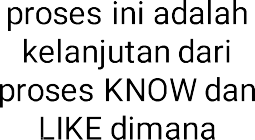 proses ini adalah
kelanjutan dari
proses KNOW dan
LIKE dimana